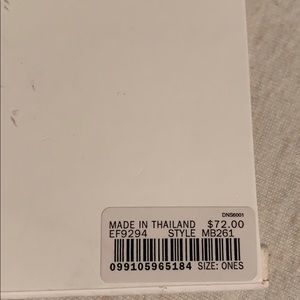 DNS6001
MADE IN THAILAND $72.00
EF9294 STYLE MB261
099105965184 SIZE: ONES